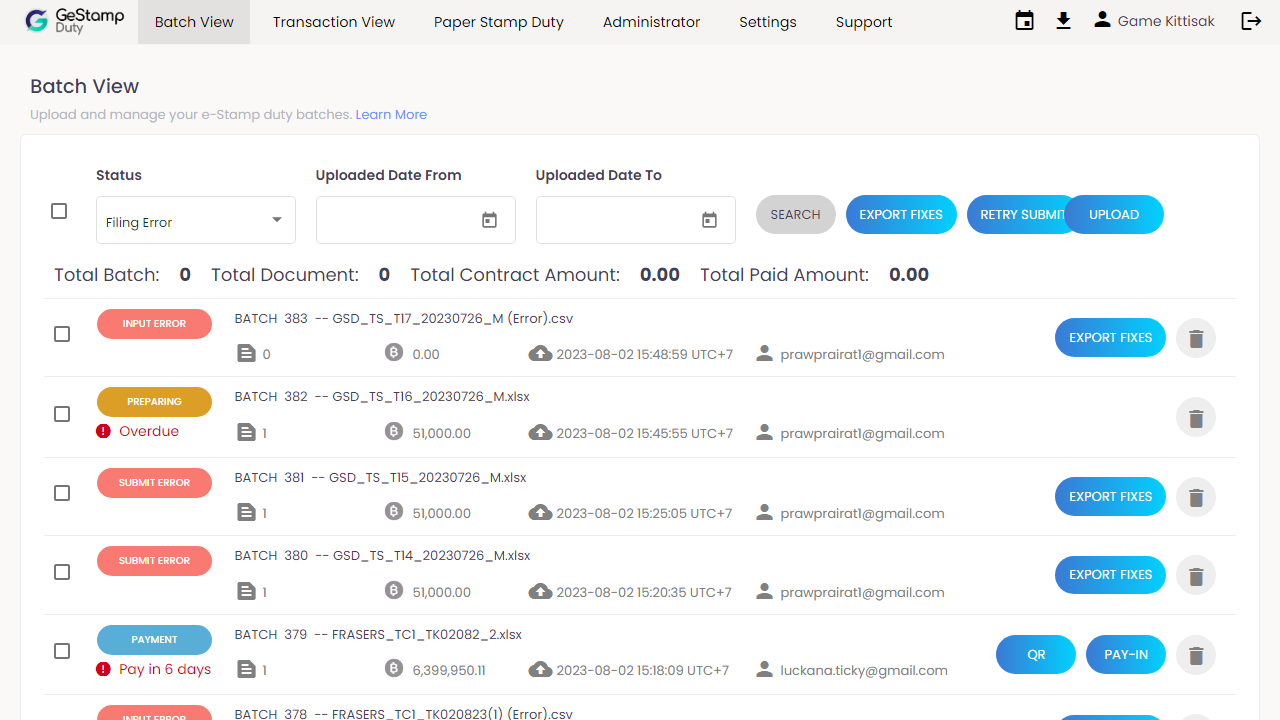 GeStamp Duty Batch View Transaction View Paper Stamp Duty Administrator Settings Support Game Kittisak
Batch View
Upload and manage your e-Stamp duty batches. Learn More
Status Uploaded Date From Uploaded Date To
Filing Error SEARCH EXPORT FIXES RETRY SUBMIT UPLOAD
Total Batch: 0 Total Document: 0 Total Contract Amount: 0.00 Total Paid Amount: 0.00
INPUT ERROR BATCH 383 -- GSD_TS_T17_20230726_M (Error).csv
0 0.00 2023-08-02 15:48:59 UTC+7 prawprairat1@gmail.com EXPORT FIXES
PREPARING BATCH 382 -- GSD_TS_T16_20230726_M.xlsx
Overdue 1 51,000.00 2023-08-02 15:45:55 UTC+7 prawprairat1@gmail.com
SUBMIT ERROR BATCH 381 -- GSD_TS_T15_20230726_M.xlsx
1 51,000.00 2023-08-02 15:25:05 UTC+7 prawprairat1@gmail.com EXPORT FIXES
SUBMIT ERROR BATCH 380 -- GSD_TS_T14_20230726_M.xlsx
1 51,000.00 2023-08-02 15:20:35 UTC+7 prawprairat1@gmail.com EXPORT FIXES
PAYMENT BATCH 379 -- FRASERS_TC1_TK02082_2.xlsx
Pay in 6 days 1 6,399,950.11 2023-08-02 15:18:09 UTC+7 luckana.ticky@gmail.com QR PAY-IN
INPUT ERROR BATCH 378 -- FRASERS_TC1_TK020823(1) (Error).csv